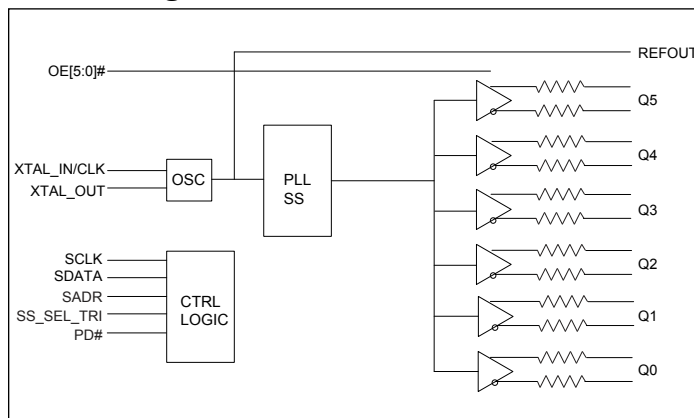 REFOUT
OE[5:0]#
Q5
Q4
XTAL_IN/CLK
OSC
PLL
SS
XTAL_OUT
Q3
SCLK
SDATA
SADR
SS_SEL_TRI
PD#
CTRL
LOGIC
Q2
Q1
Q0